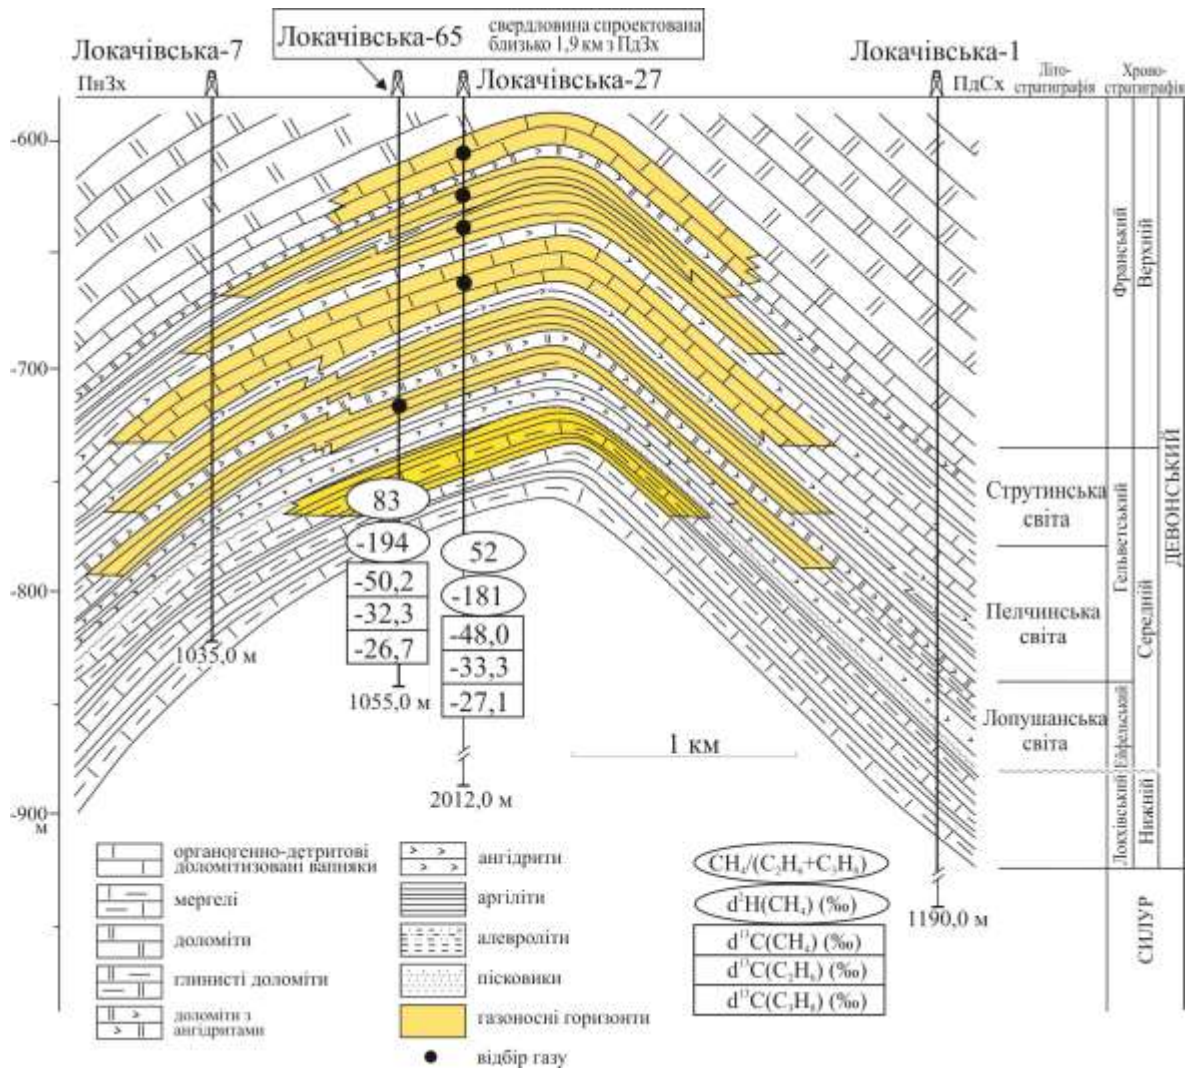 Локачівська-65
свердловина спроектована
близько 1,9 км з ПдЗх
Локачівська-7
Локачівська-27
Локачівська-1
ПнЗх
ПдСх
Літо-
стратиграфія
Хроно-
стратиграфія
-600
-700
-800
-900
м
Франський
Верхній
Струтинська
світа
Гельветський
Пелчинська
світа
Середній
Лопушанська
світа
Ейфельський
Лохківський
Нижній
ДЕВОНСЬКИЙ
СИЛУР
83
-194
-50,2
-32,3
-26,7
52
-181
-48,0
-33,3
-27,1
1035,0 м
1055,0 м
2012,0 м
1190,0 м
1 км
органогенно-детритові
доломітизовані вапняки
мергелі
доломіти
глинисті доломіти
доломіти з
ангідритами
ангідрити
аргіліти
алевроліти
пісковики
газоносні горизонти
відбір газу
CH₄/(C₂H₆+C₃H₈)
d²H(CH₄) (‰)
d¹³C(CH₄) (‰)
d¹³C(C₂H₆) (‰)
d¹³C(C₃H₈) (‰)